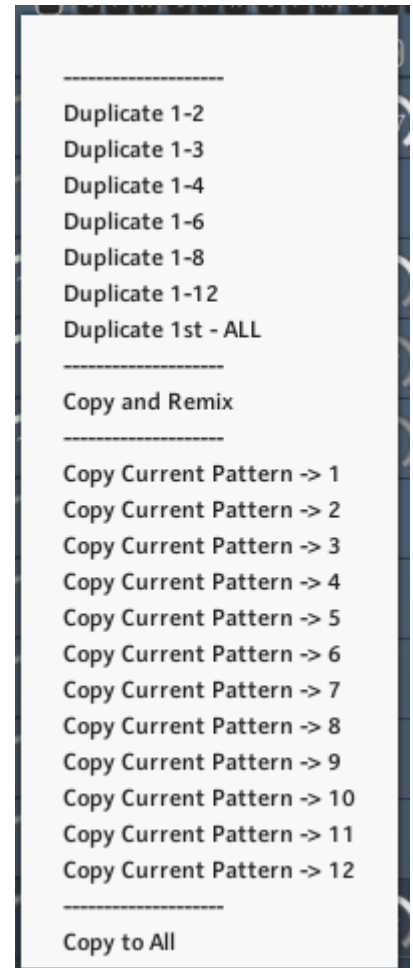 --------------------
Duplicate 1-2
Duplicate 1-3
Duplicate 1-4
Duplicate 1-6
Duplicate 1-8
Duplicate 1-12
Duplicate 1st - ALL
--------------------
Copy and Remix
--------------------
Copy Current Pattern -> 1
Copy Current Pattern -> 2
Copy Current Pattern -> 3
Copy Current Pattern -> 4
Copy Current Pattern -> 5
Copy Current Pattern -> 6
Copy Current Pattern -> 7
Copy Current Pattern -> 8
Copy Current Pattern -> 9
Copy Current Pattern -> 10
Copy Current Pattern -> 11
Copy Current Pattern -> 12
--------------------
Copy to All